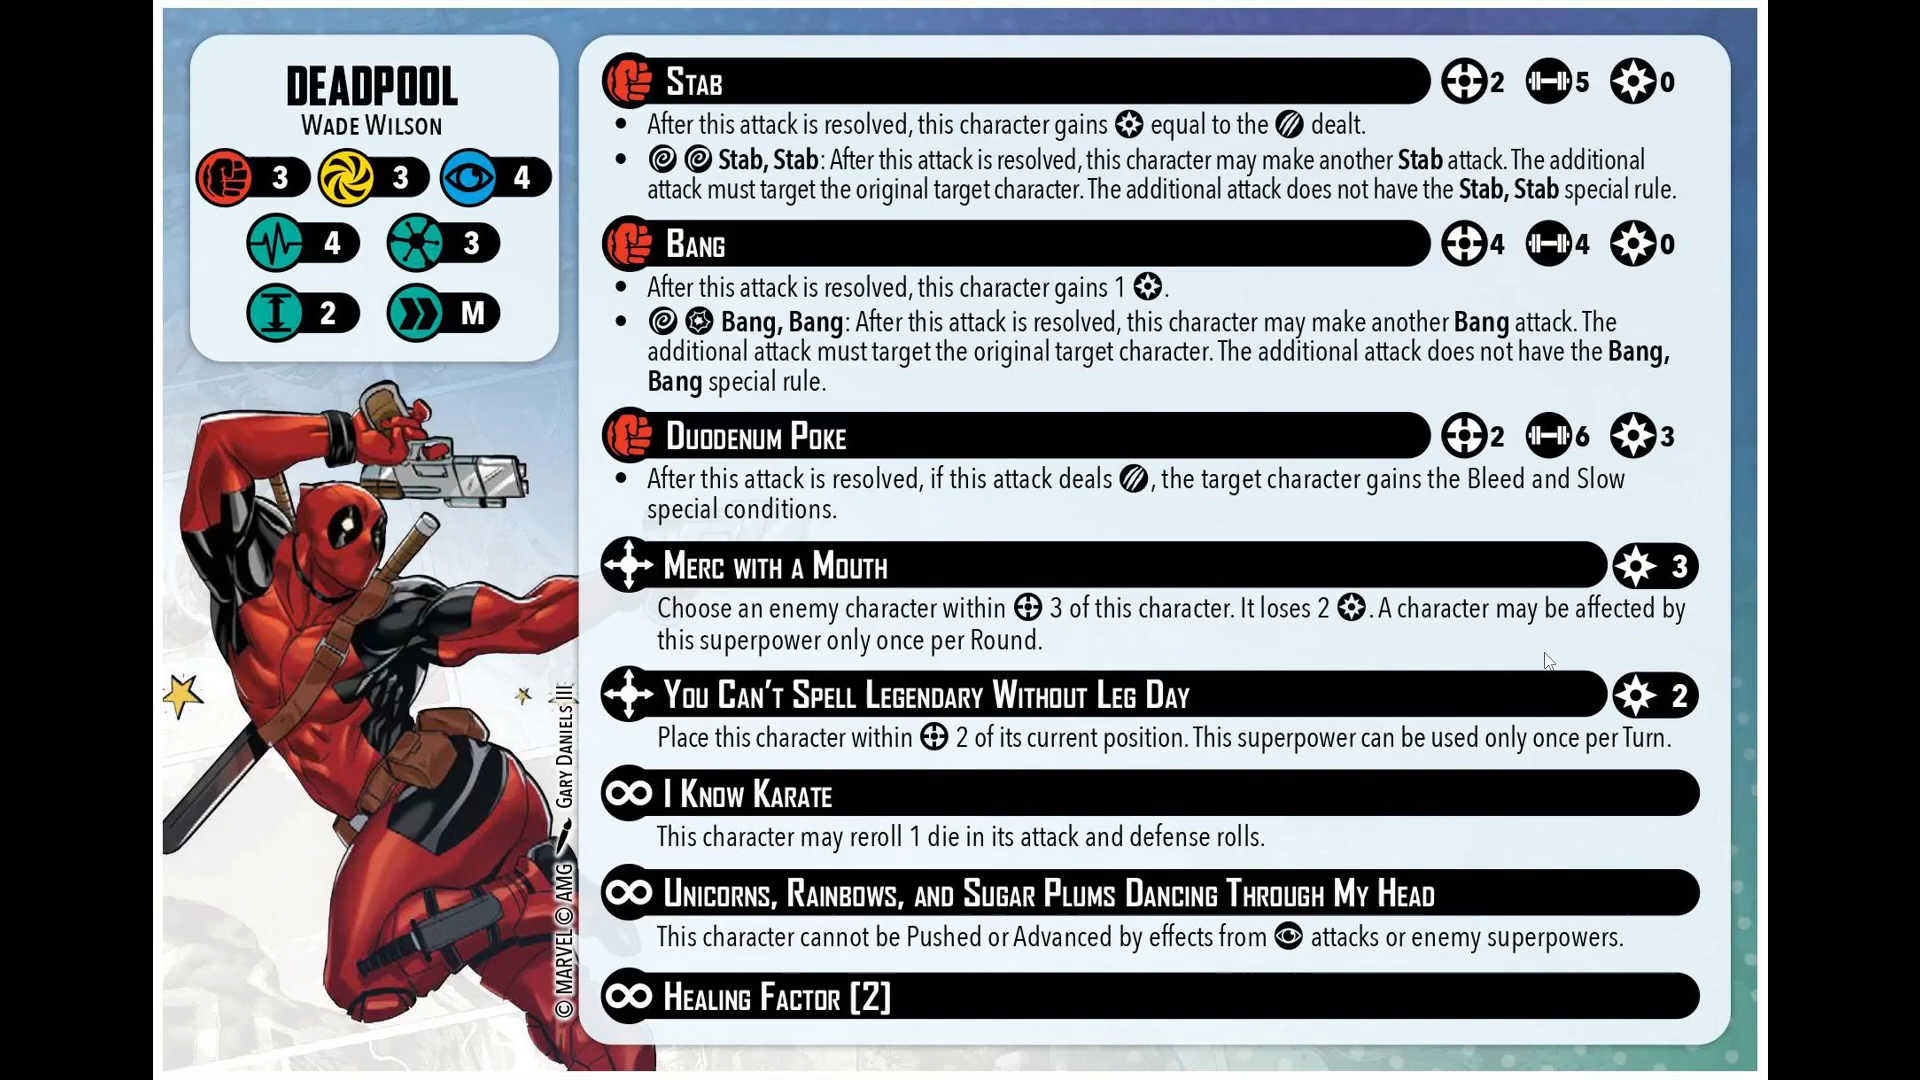 DEADPOOL
WADE WILSON
3 3 4
4 3
2 M
STAB 2 5 0
• After this attack is resolved, this character gains equal to the dealt.
• Stab, Stab: After this attack is resolved, this character may make another Stab attack. The additional
attack must target the original target character. The additional attack does not have the Stab, Stab special rule.
BANG 4 4 0
• After this attack is resolved, this character gains 1 .
• Bang, Bang: After this attack is resolved, this character may make another Bang attack. The
additional attack must target the original target character. The additional attack does not have the Bang,
Bang special rule.
DUODENUM POKE 2 6 3
• After this attack is resolved, if this attack deals , the target character gains the Bleed and Slow
special conditions.
MERC WITH A MOUTH 3
Choose an enemy character within 3 of this character. It loses 2 . A character may be affected by
this superpower only once per Round.
YOU CAN'T SPELL LEGENDARY WITHOUT LEG DAY 2
Place this character within 2 of its current position. This superpower can be used only once per Turn.
∞ I KNOW KARATE
This character may reroll 1 die in its attack and defense rolls.
∞ UNICORNS, RAINBOWS, AND SUGAR PLUMS DANCING THROUGH MY HEAD
This character cannot be Pushed or Advanced by effects from attacks or enemy superpowers.
∞ HEALING FACTOR [2]
© MARVEL © AMG GARY DANIELS III